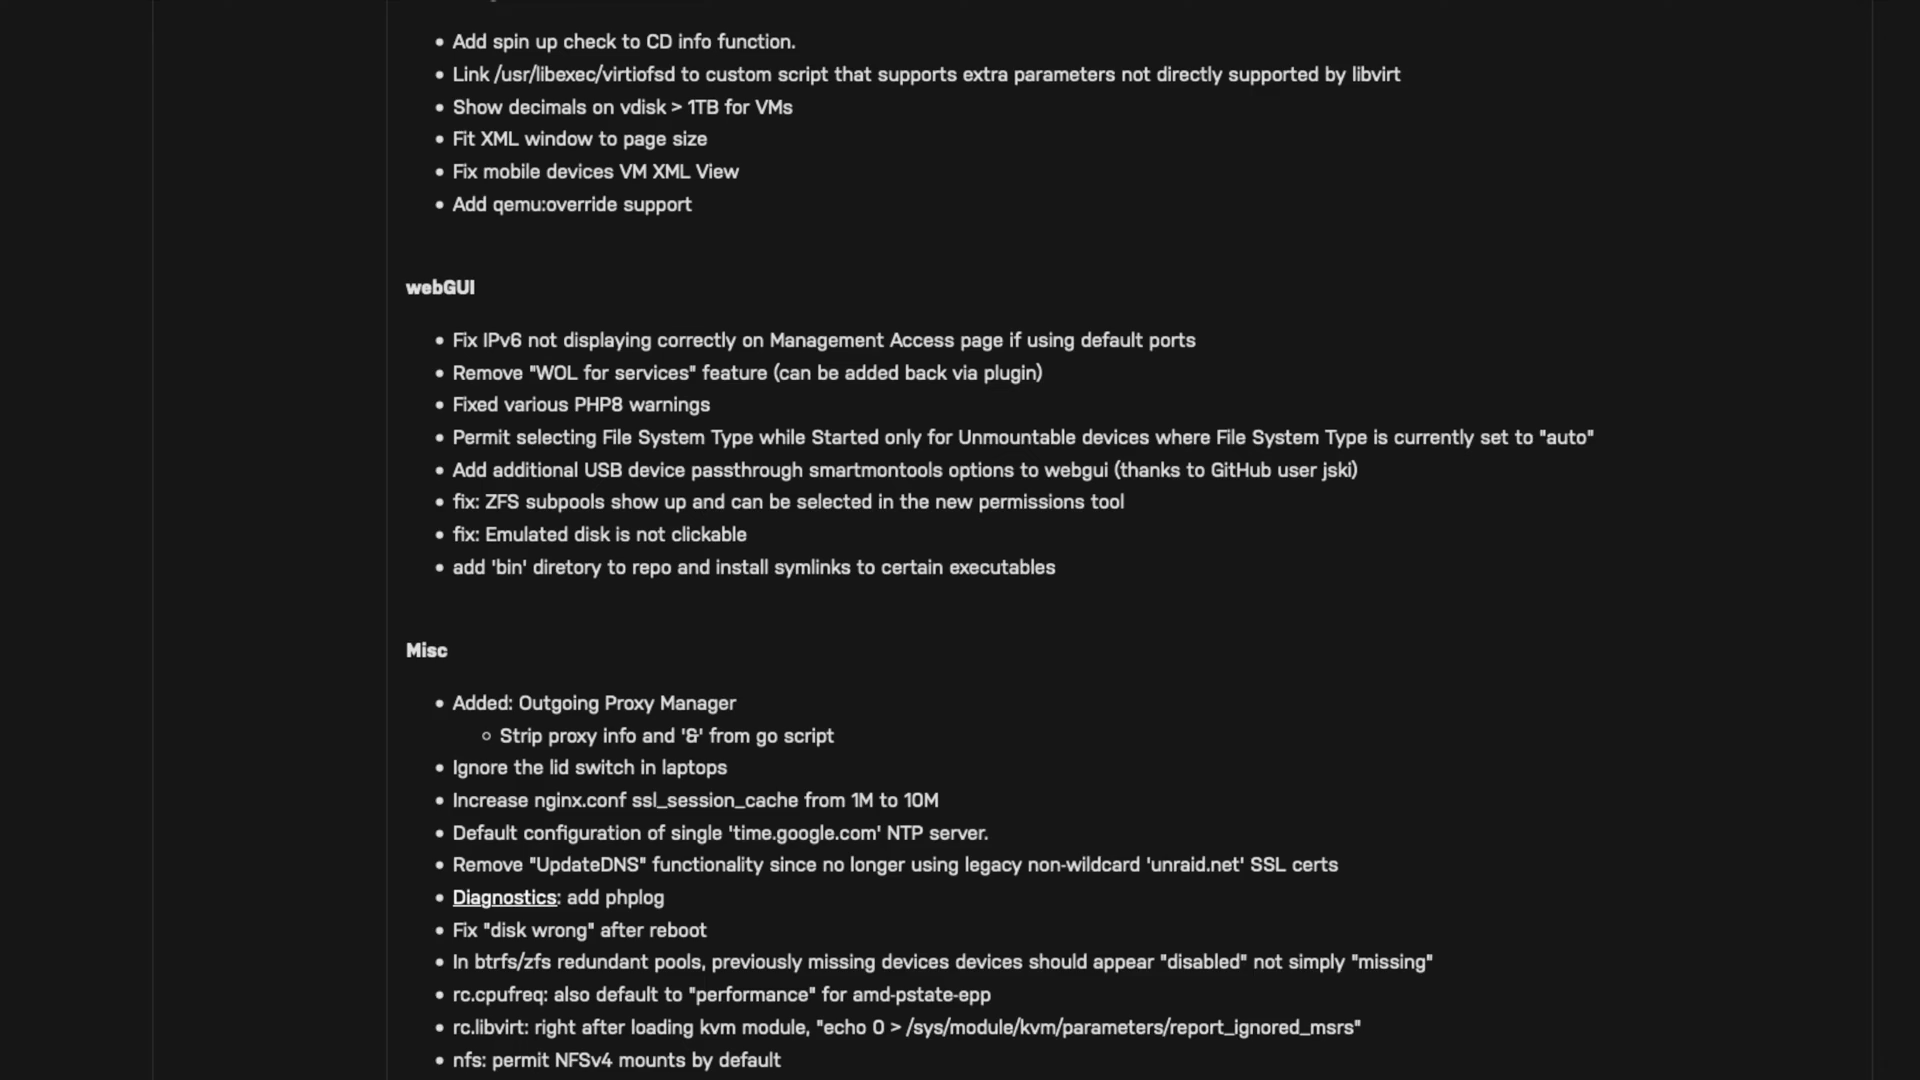 • Add spin up check to CD info function.
• Link /usr/libexec/virtiofsd to custom script that supports extra parameters not directly supported by libvirt
• Show decimals on vdisk > 1TB for VMs
• Fit XML window to page size
• Fix mobile devices VM XML View
• Add qemu:override support
webGUI
• Fix IPv6 not displaying correctly on Management Access page if using default ports
• Remove "WOL for services" feature (can be added back via plugin)
• Fixed various PHP8 warnings
• Permit selecting File System Type while Started only for Unmountable devices where File System Type is currently set to "auto"
• Add additional USB device passthrough smartmontools options to webgui (thanks to GitHub user jski)
• fix: ZFS subpools show up and can be selected in the new permissions tool
• fix: Emulated disk is not clickable
• add 'bin' diretory to repo and install symlinks to certain executables
Misc
• Added: Outgoing Proxy Manager
◦ Strip proxy info and '&' from go script
• Ignore the lid switch in laptops
• Increase nginx.conf ssl_session_cache from 1M to 10M
• Default configuration of single 'time.google.com' NTP server.
• Remove "UpdateDNS" functionality since no longer using legacy non-wildcard 'unraid.net' SSL certs
• Diagnostics: add phplog
• Fix "disk wrong" after reboot
• In btrfs/zfs redundant pools, previously missing devices devices should appear "disabled" not simply "missing"
• rc.cpufreq: also default to "performance" for amd-pstate-epp
• rc.libvirt: right after loading kvm module, "echo 0 > /sys/module/kvm/parameters/report_ignored_msrs"
• nfs: permit NFSv4 mounts by default